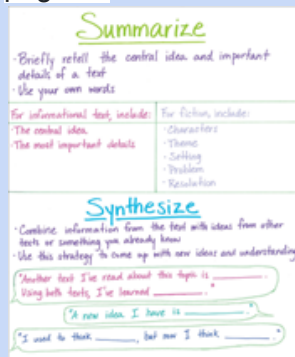 Summarize
·Briefly retell the central idea and important
details of a text
·Use your own words
For informational text, include:
·The central idea
·The most important details
For fiction, include:
·Characters
·Theme
·Setting
·Problem
·Resolution
Synthesize
·Combine information from the text with ideas from other
texts or something you already know
·Use this strategy to come up with new ideas and understanding
"Another text I've read about this topic is ______.
Using both texts, I've learned ______."
"A new idea I have is ______."
"I used to think ______, but now I think ______."